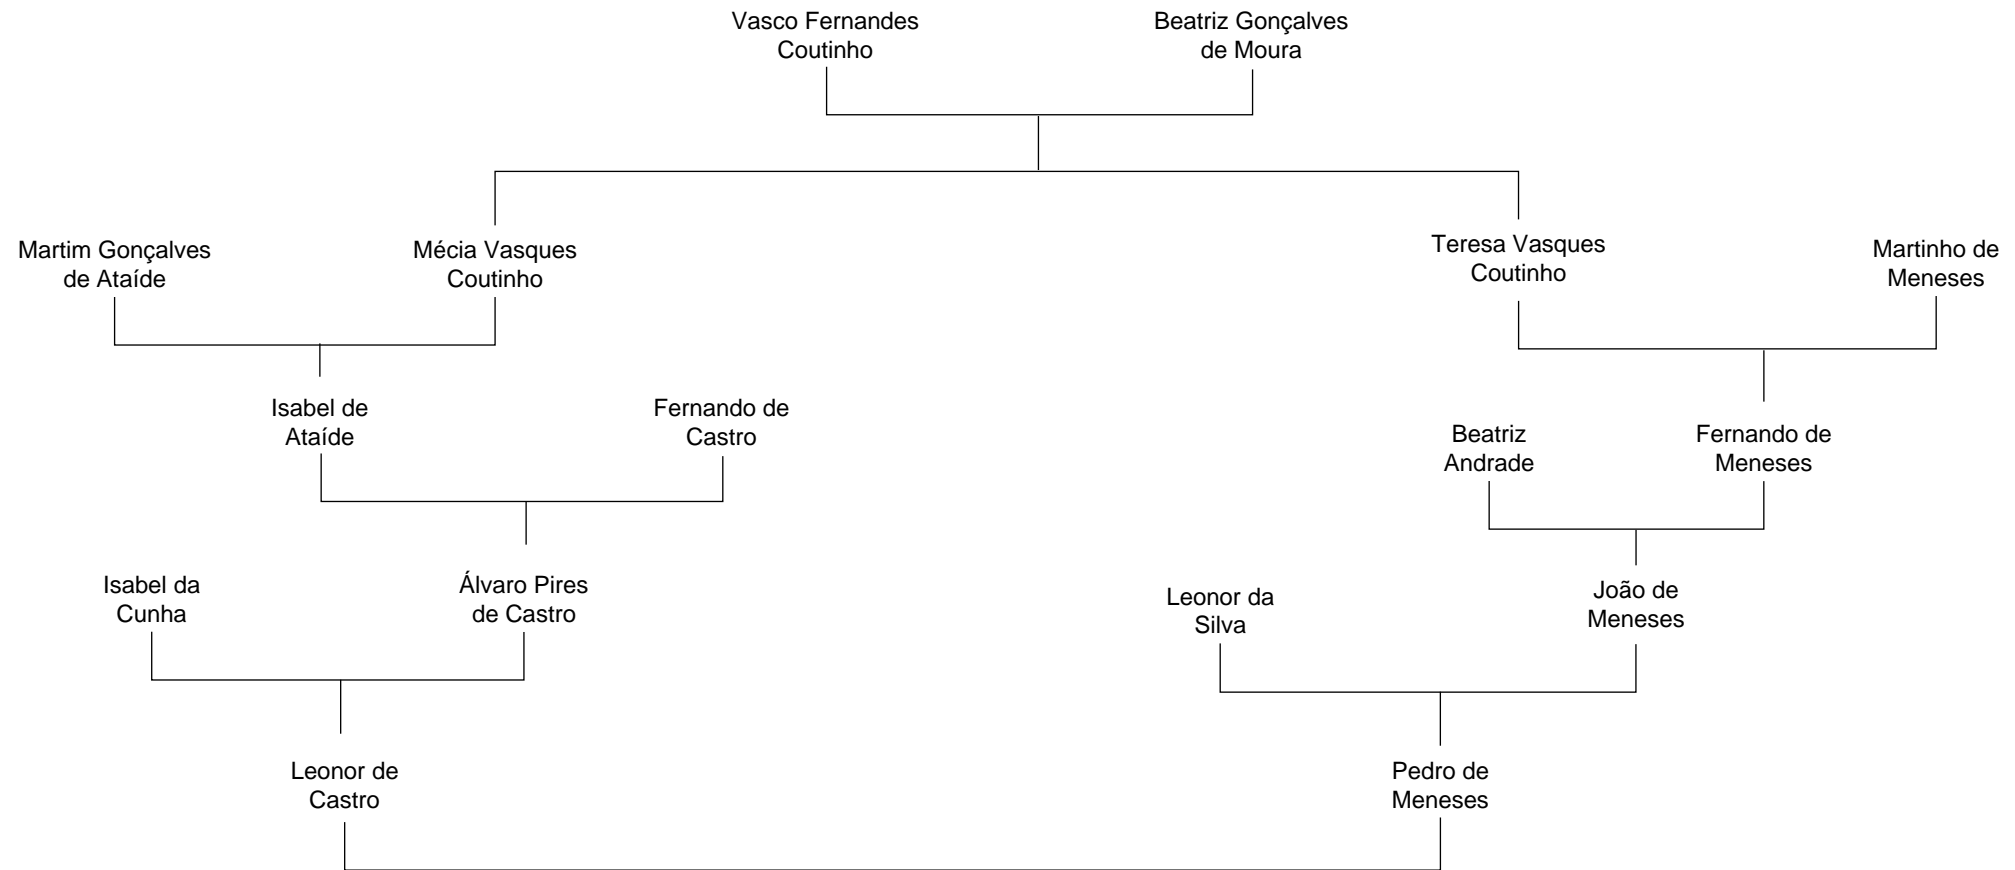 Vasco Fernandes
Coutinho
Beatriz Gonçalves
de Moura
Martim Gonçalves
de Ataíde
Mécia Vasques
Coutinho
Teresa Vasques
Coutinho
Martinho de
Meneses
Isabel de
Ataíde
Fernando de
Castro
Beatriz
Andrade
Fernando de
Meneses
Isabel da
Cunha
Álvaro Pires
de Castro
Leonor da
Silva
João de
Meneses
Leonor de
Castro
Pedro de
Meneses